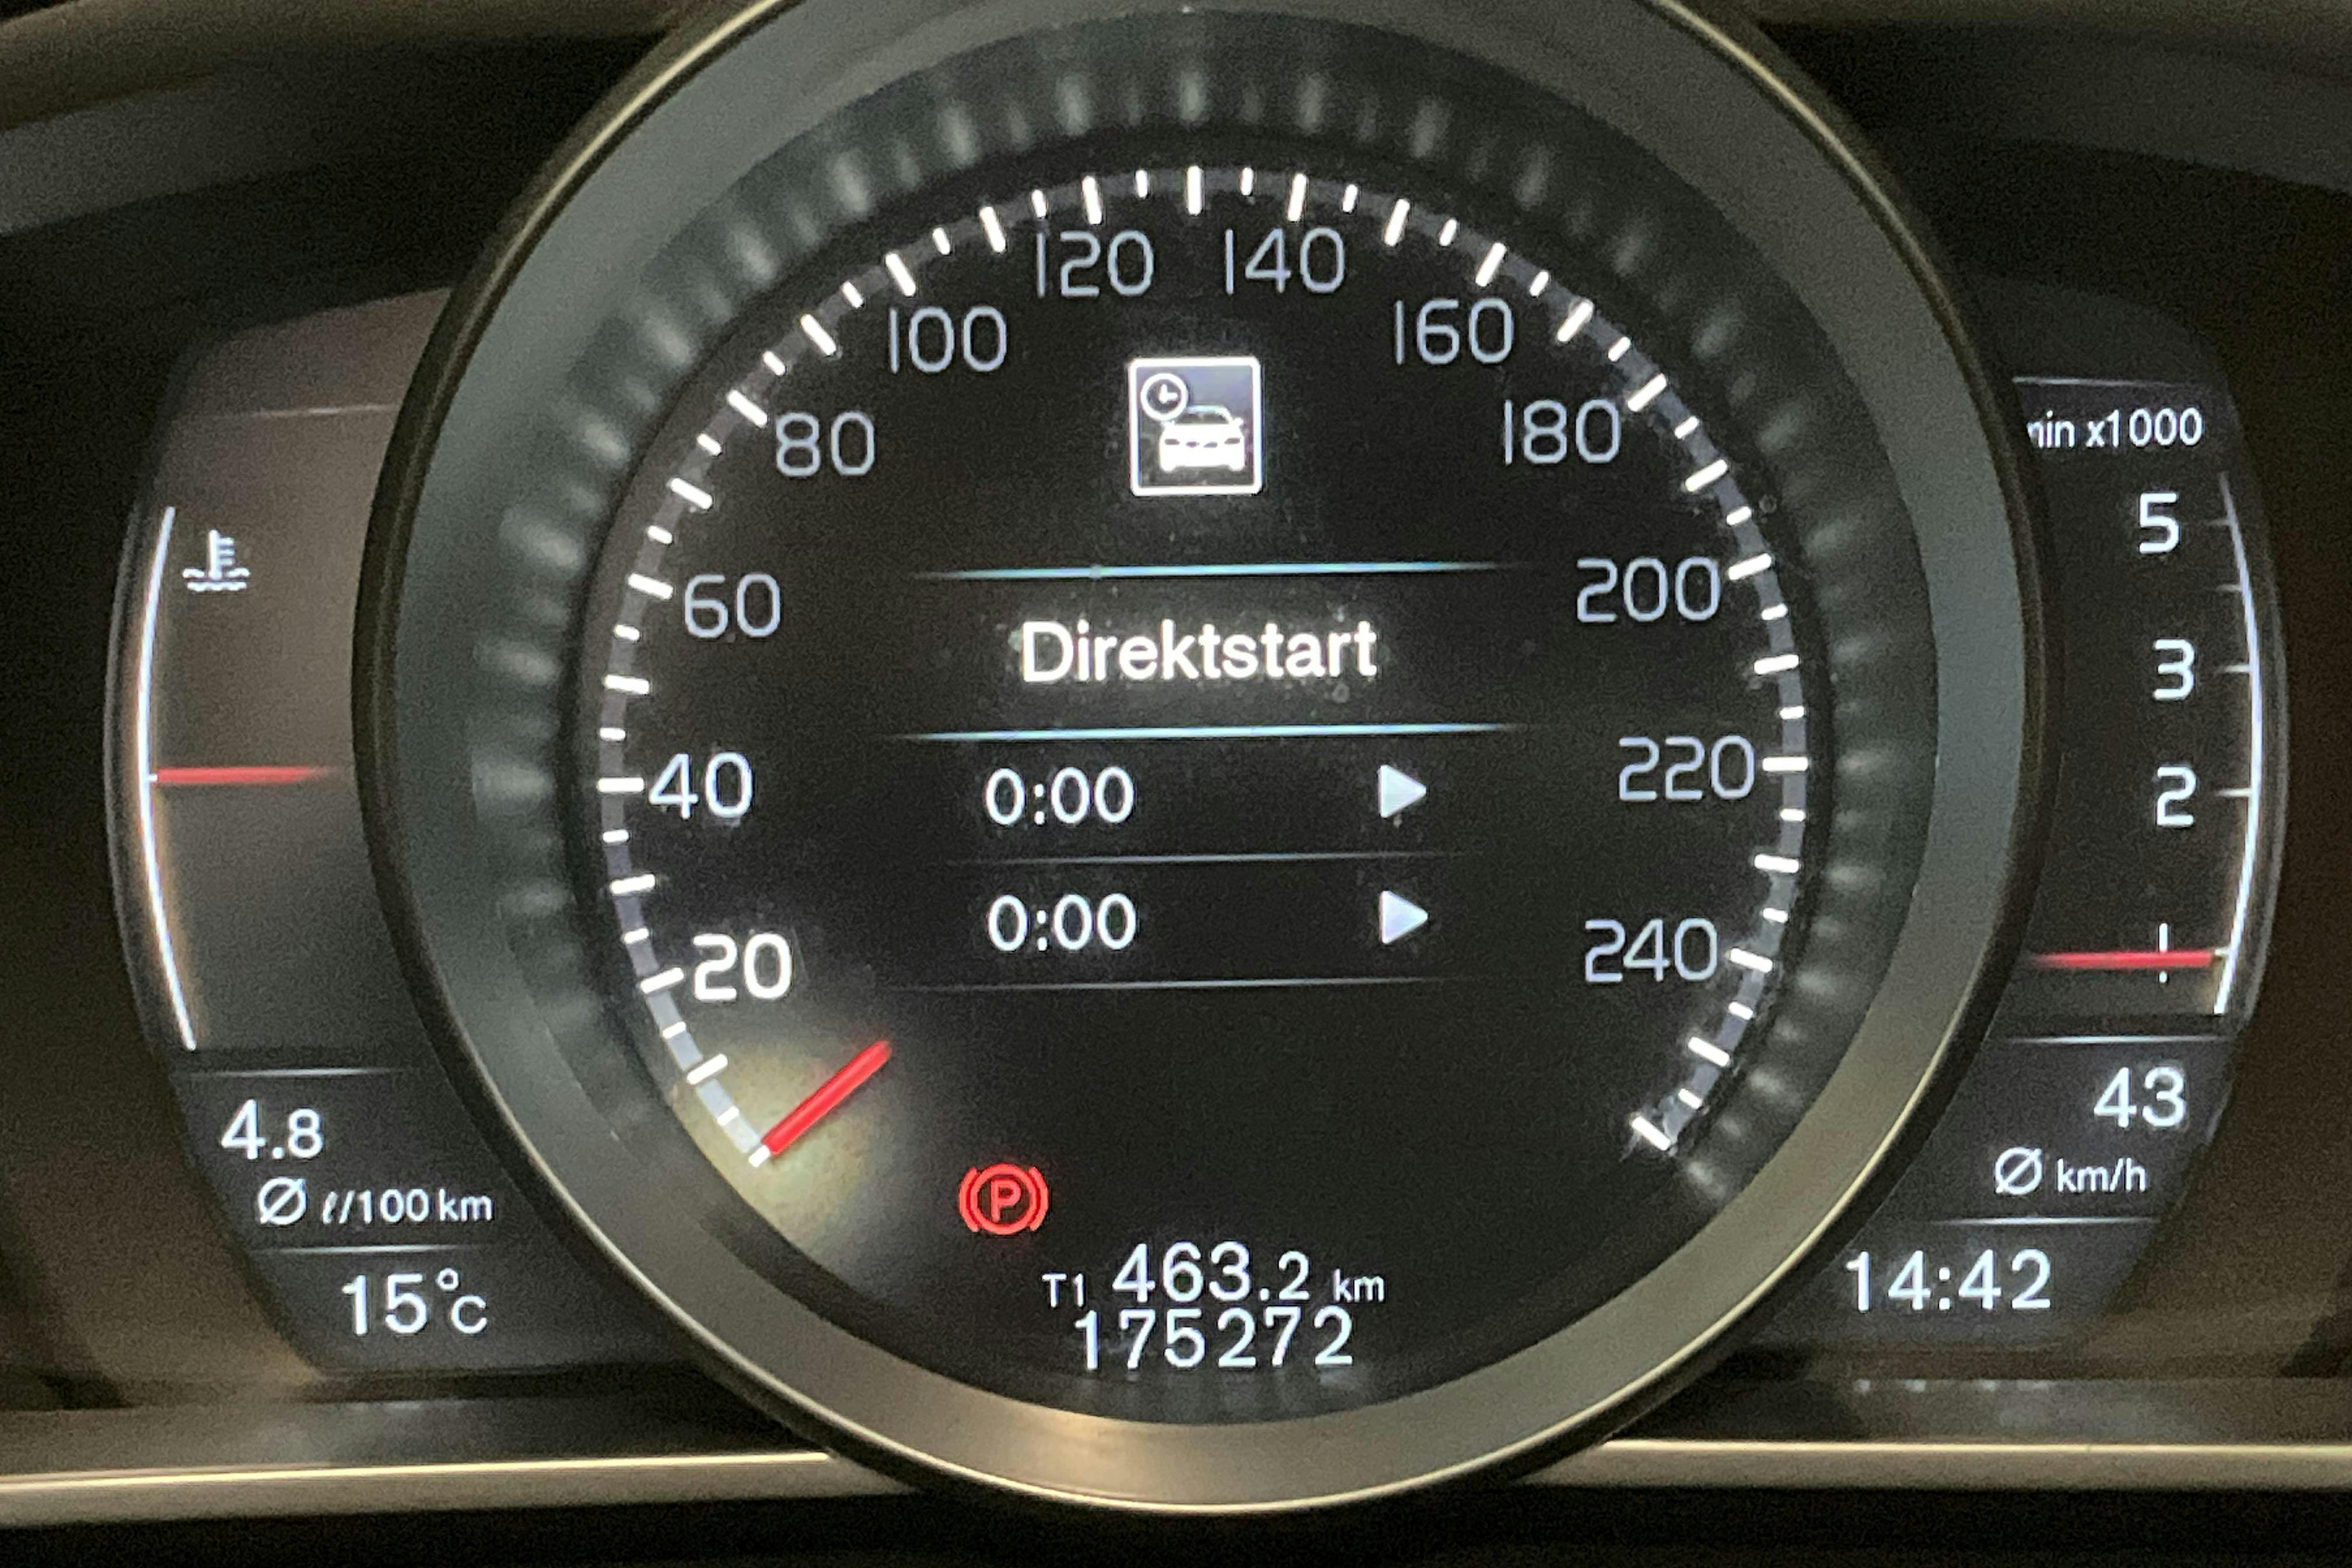 120 140
100 160
80 180
min x1000
5
60 200
Direktstart
3
40 0:00 220
2
0:00
20 240
1
4.8
Ø ℓ/100 km
15°C
43
Ø km/h
14:42
P
T1 463.2 km
175272